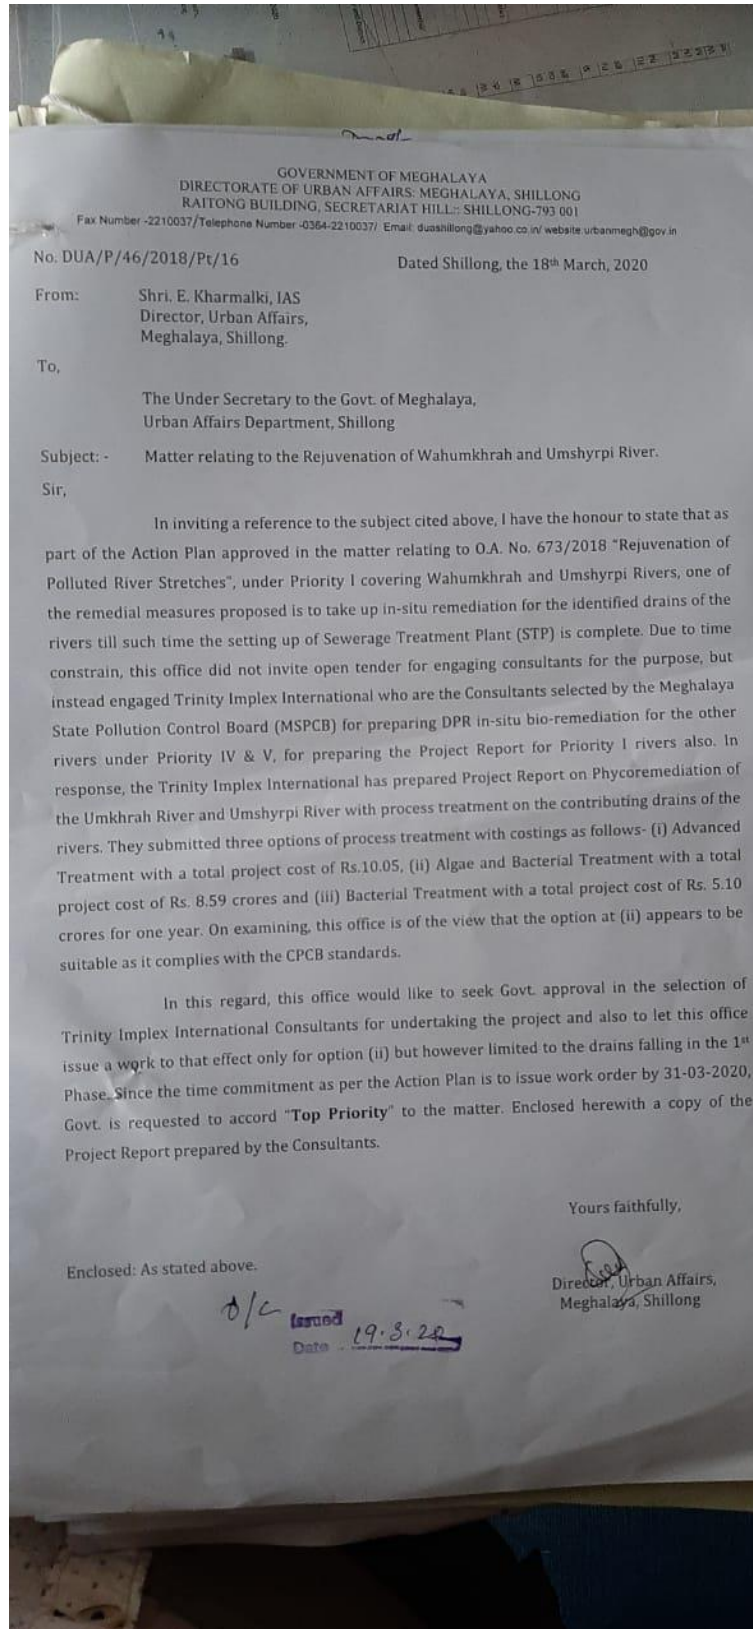 GOVERNMENT OF MEGHALAYA
DIRECTORATE OF URBAN AFFAIRS: MEGHALAYA, SHILLONG
RAITONG BUILDING, SECRETARIAT HILL:: SHILLONG-793 001
Fax Number -2210037/Telephone Number -0364-2210037/ Email: duashillong@yahoo.co.in/ website.urbanmegh@gov.in
No. DUA/P/46/2018/Pt/16 Dated Shillong, the 18th March, 2020
From: Shri. E. Kharmalki, IAS
Director, Urban Affairs,
Meghalaya, Shillong.
To,
The Under Secretary to the Govt. of Meghalaya,
Urban Affairs Department, Shillong
Subject: - Matter relating to the Rejuvenation of Wahumkhrah and Umshyrpi River.
Sir,
In inviting a reference to the subject cited above, I have the honour to state that as
part of the Action Plan approved in the matter relating to O.A. No. 673/2018 "Rejuvenation of
Polluted River Stretches", under Priority I covering Wahumkhrah and Umshyrpi Rivers, one of
the remedial measures proposed is to take up in-situ remediation for the identified drains of the
rivers till such time the setting up of Sewerage Treatment Plant (STP) is complete. Due to time
constrain, this office did not invite open tender for engaging consultants for the purpose, but
instead engaged Trinity Implex International who are the Consultants selected by the Meghalaya
State Pollution Control Board (MSPCB) for preparing DPR in-situ bio-remediation for the other
rivers under Priority IV & V, for preparing the Project Report for Priority I rivers also. In
response, the Trinity Implex International has prepared Project Report on Phycoremediation of
the Umkhrah River and Umshyrpi River with process treatment on the contributing drains of the
rivers. They submitted three options of process treatment with costings as follows- (i) Advanced
Treatment with a total project cost of Rs.10.05, (ii) Algae and Bacterial Treatment with a total
project cost of Rs. 8.59 crores and (iii) Bacterial Treatment with a total project cost of Rs. 5.10
crores for one year. On examining, this office is of the view that the option at (ii) appears to be
suitable as it complies with the CPCB standards.
In this regard, this office would like to seek Govt. approval in the selection of
Trinity Implex International Consultants for undertaking the project and also to let this office
issue a work to that effect only for option (ii) but however limited to the drains falling in the 1st
Phase. Since the time commitment as per the Action Plan is to issue work order by 31-03-2020,
Govt. is requested to accord "Top Priority" to the matter. Enclosed herewith a copy of the
Project Report prepared by the Consultants.
Yours faithfully,
Enclosed: As stated above.
Director, Urban Affairs,
Meghalaya, Shillong
O/C Issued
Date 19.3.20